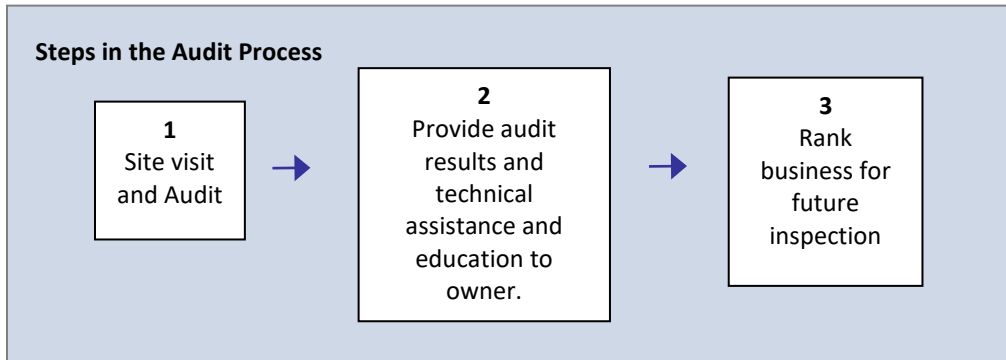 Steps in the Audit Process
1
Site visit
and Audit
2
Provide audit
results and
technical
assistance and
education to
owner.
3
Rank
business for
future
inspection